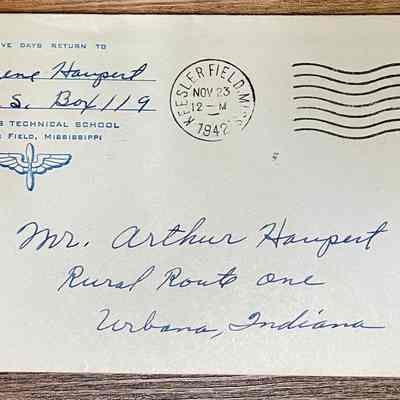 VE DAYS RETURN TO
ene Haupert
S. Box 119
S TECHNICAL SCHOOL
FIELD, MISSISSIPPI
KEESLER FIELD, MISS.
NOV 23
12-M
1942
Mr. Arthur Haupert
Rural Route One
Urbana, Indiana